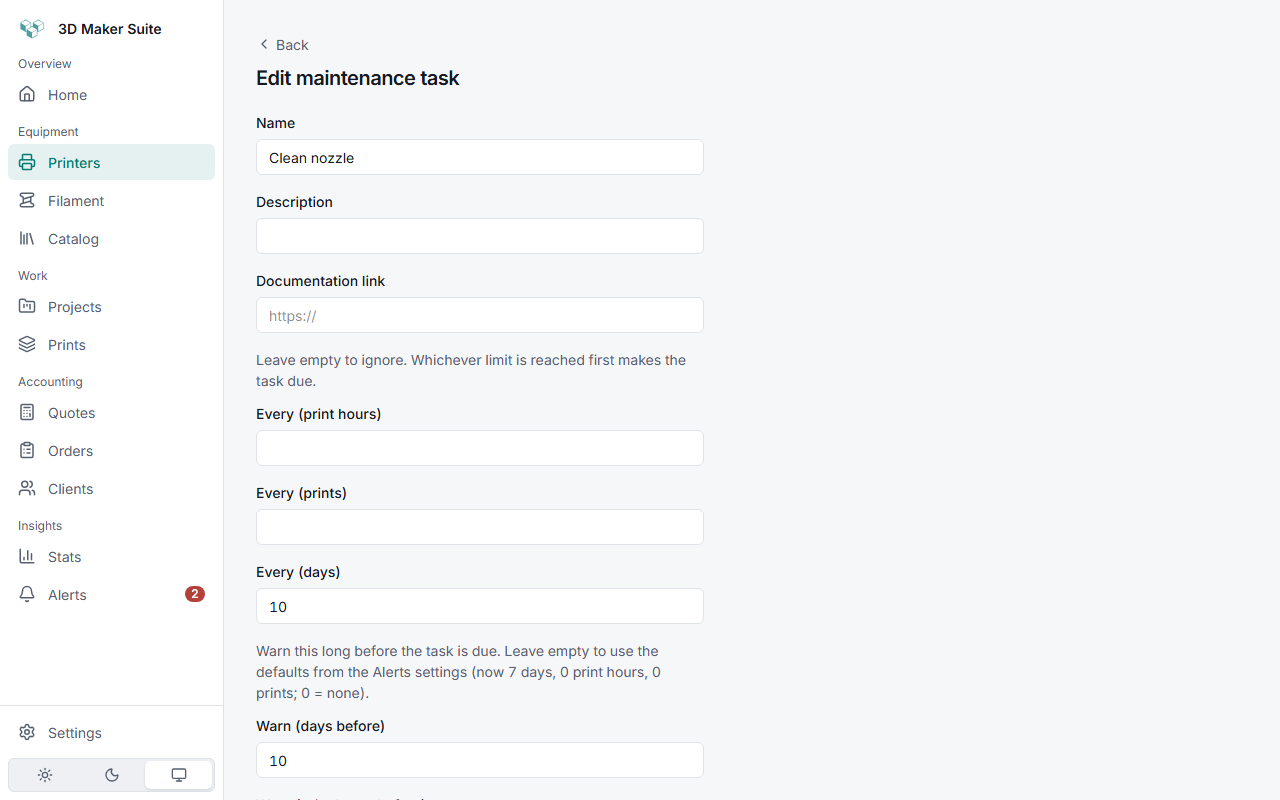 3D Maker Suite
Overview
Home
Equipment
Printers
Filament
Catalog
Work
Projects
Prints
Accounting
Quotes
Orders
Clients
Insights
Stats
Alerts
2
Settings
Back
Edit maintenance task
Name
Clean nozzle
Description
Documentation link
https://
Leave empty to ignore. Whichever limit is reached first makes the
task due.
Every (print hours)
Every (prints)
Every (days)
10
Warn this long before the task is due. Leave empty to use the
defaults from the Alerts settings (now 7 days, 0 print hours, 0
prints; 0 = none).
Warn (days before)
10